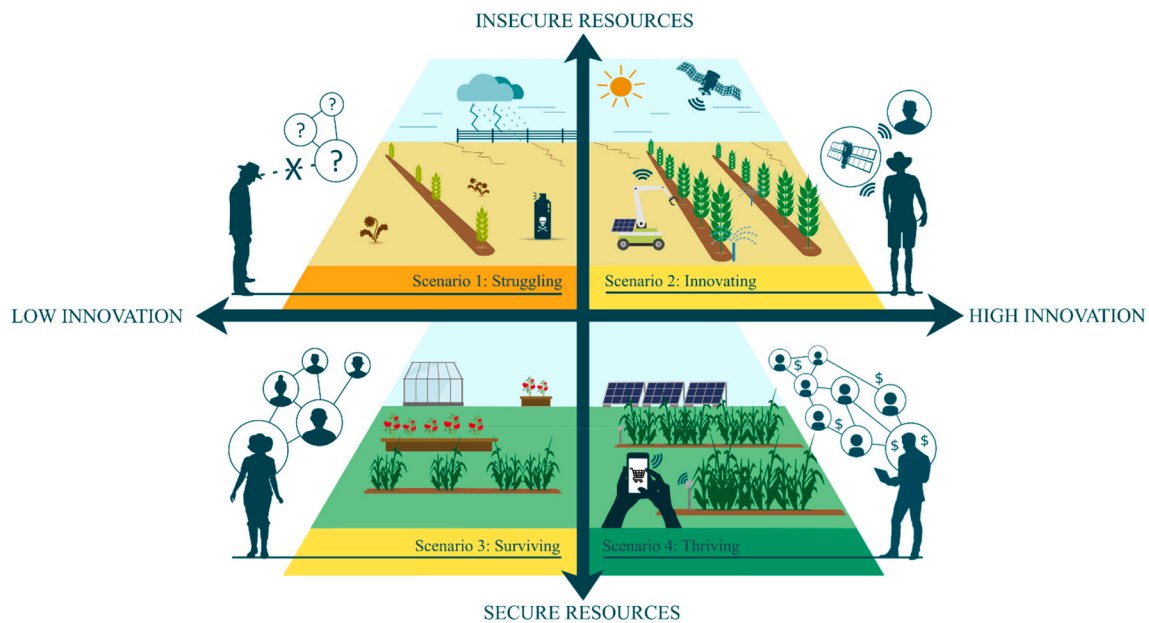 INSECURE RESOURCES
? ? ?
X
Scenario 1: Struggling
Scenario 2: Innovating
LOW INNOVATION
HIGH INNOVATION
$ $
$
$ $
Scenario 3: Surviving
Scenario 4: Thriving
SECURE RESOURCES